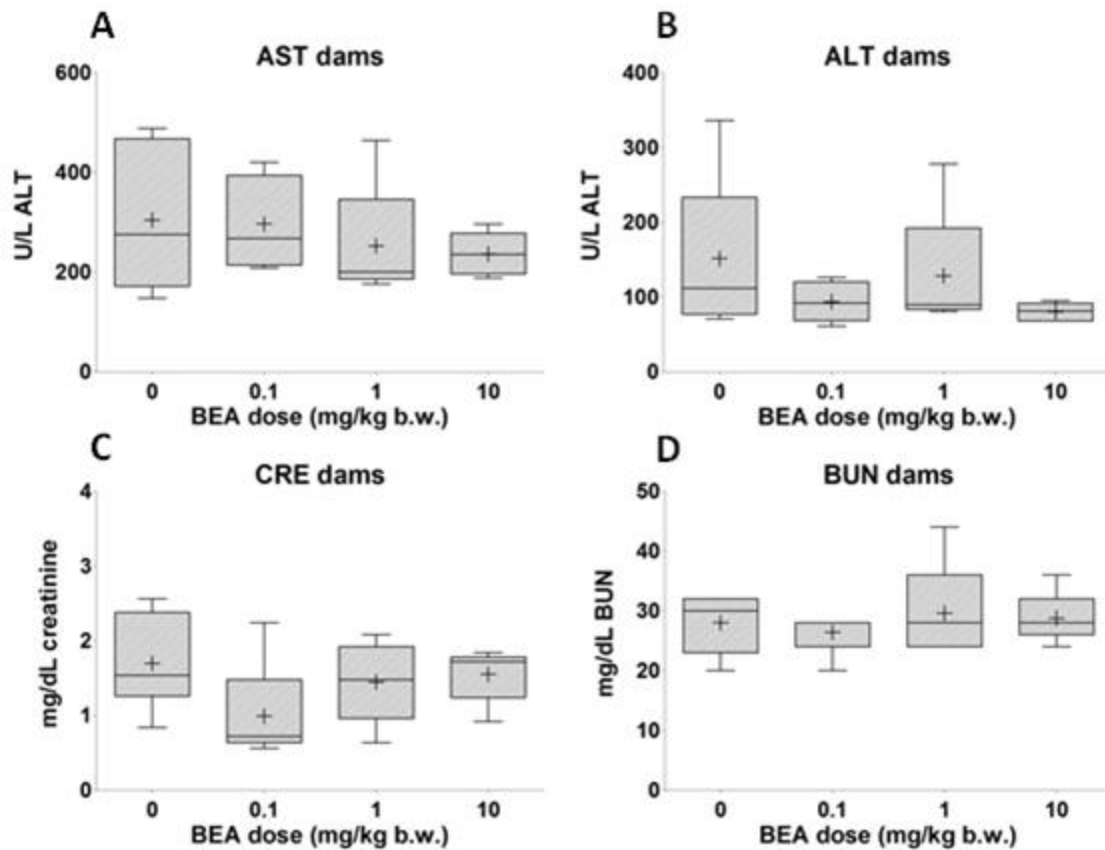 A
AST dams
U/L ALT
600
400
200
0
0 0.1 1 10
BEA dose (mg/kg b.w.)
B
ALT dams
U/L ALT
400
300
200
100
0
0 0.1 1 10
BEA dose (mg/kg b.w.)
C
CRE dams
mg/dL creatinine
4
3
2
1
0
0 0.1 1 10
BEA dose (mg/kg b.w.)
D
BUN dams
mg/dL BUN
50
40
30
20
10
0
0 0.1 1 10
BEA dose (mg/kg b.w.)